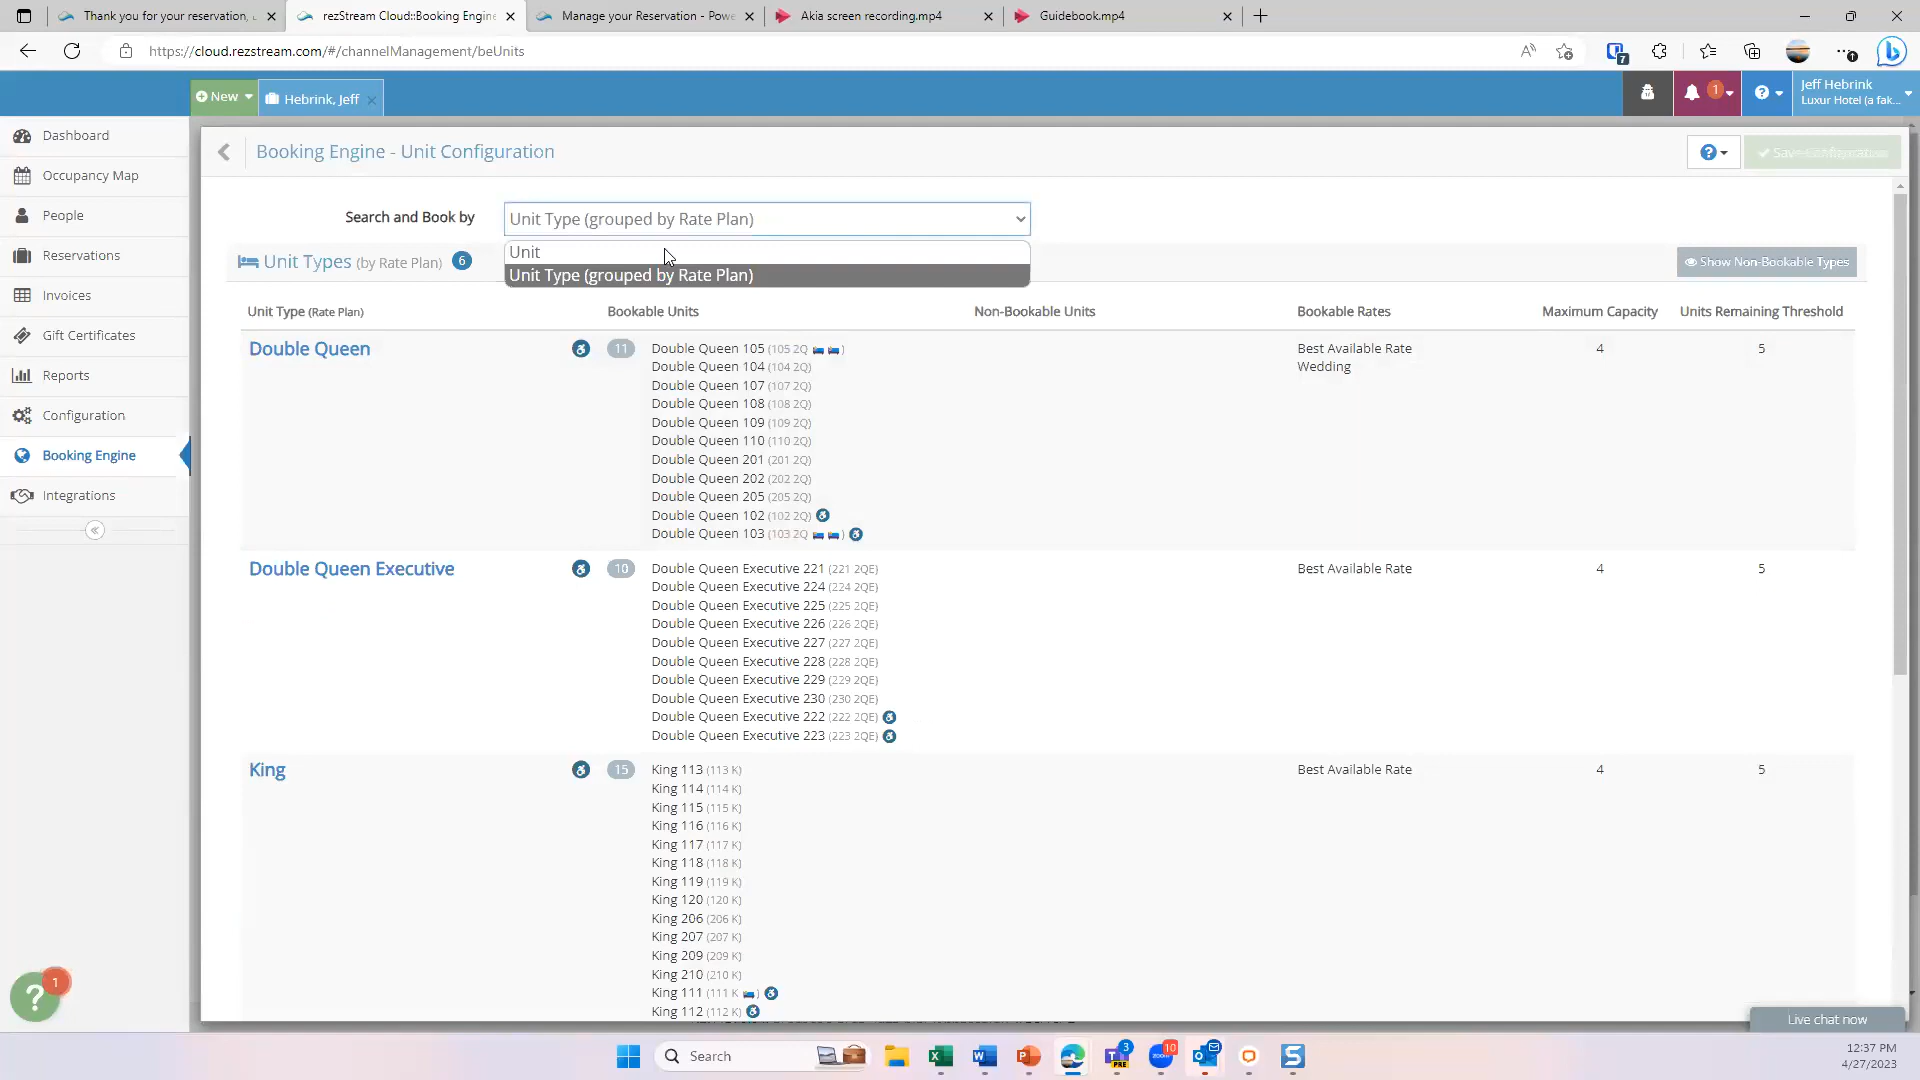 Thank you for your reservation,
rezStream Cloud::Booking Engine
Manage your Reservation - Powe
Akia screen recording.mp4
Guidebook.mp4
https://cloud.rezstream.com/#/channelManagement/beUnits
7
1
New
Hebrink, Jeff
1
Jeff Hebrink
Luxur Hotel (a fak...
Dashboard
Occupancy Map
People
Reservations
Invoices
Gift Certificates
Reports
Configuration
Booking Engine
Integrations
Booking Engine - Unit Configuration
Search and Book by
Unit Type (grouped by Rate Plan)
Unit
Unit Type (grouped by Rate Plan)
Unit Types (by Rate Plan) 6
Show Non-Bookable Types
Unit Type (Rate Plan) Bookable Units Non-Bookable Units Bookable Rates Maximum Capacity Units Remaining Threshold
Double Queen 11 Double Queen 105 (105 2Q) Best Available Rate 4 5
Double Queen 104 (104 2Q) Wedding
Double Queen 107 (107 2Q)
Double Queen 108 (108 2Q)
Double Queen 109 (109 2Q)
Double Queen 110 (110 2Q)
Double Queen 201 (201 2Q)
Double Queen 202 (202 2Q)
Double Queen 205 (205 2Q)
Double Queen 102 (102 2Q)
Double Queen 103 (103 2Q)
Double Queen Executive 10 Double Queen Executive 221 (221 2QE) Best Available Rate 4 5
Double Queen Executive 224 (224 2QE)
Double Queen Executive 225 (225 2QE)
Double Queen Executive 226 (226 2QE)
Double Queen Executive 227 (227 2QE)
Double Queen Executive 228 (228 2QE)
Double Queen Executive 229 (229 2QE)
Double Queen Executive 230 (230 2QE)
Double Queen Executive 222 (222 2QE)
Double Queen Executive 223 (223 2QE)
King 15 King 113 (113 K) Best Available Rate 4 5
King 114 (114 K)
King 115 (115 K)
King 116 (116 K)
King 117 (117 K)
King 118 (118 K)
King 119 (119 K)
King 120 (120 K)
King 206 (206 K)
King 207 (207 K)
King 209 (209 K)
King 210 (210 K)
King 111 (111 K)
King 112 (112 K)
? 1
Live chat now
Search
3
10
12:37 PM
4/27/2023